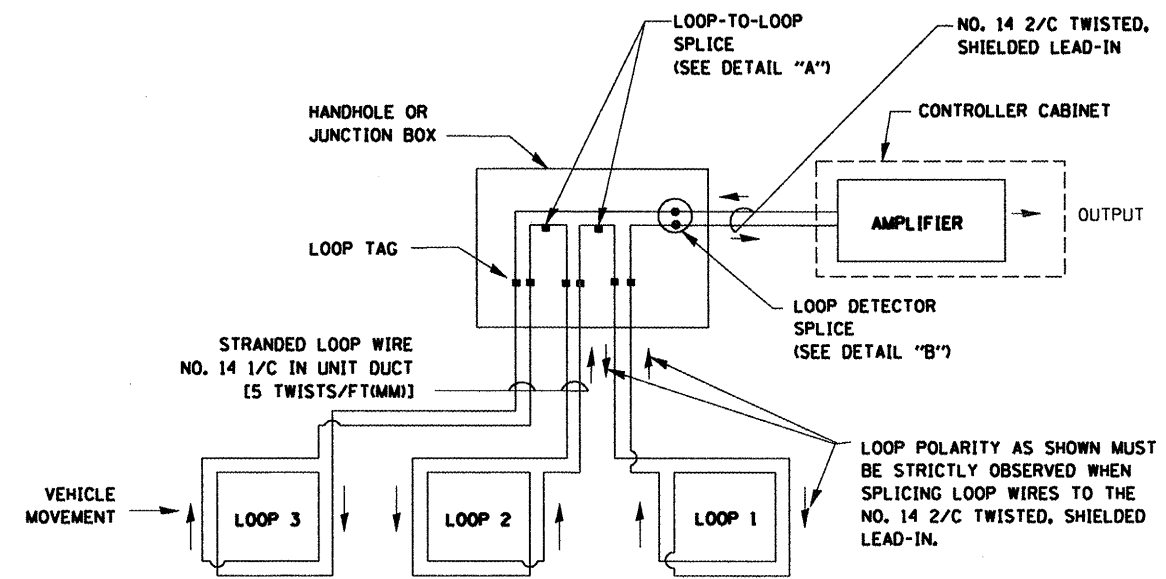 LOOP-TO-LOOP
SPLICE
(SEE DETAIL "A")
NO. 14 2/C TWISTED,
SHIELDED LEAD-IN
HANDHOLE OR
JUNCTION BOX
CONTROLLER CABINET
AMPLIFIER
OUTPUT
LOOP TAG
LOOP DETECTOR
SPLICE
(SEE DETAIL "B")
STRANDED LOOP WIRE
NO. 14 1/C IN UNIT DUCT
[5 TWISTS/FT(MM)]
LOOP POLARITY AS SHOWN MUST
BE STRICTLY OBSERVED WHEN
SPLICING LOOP WIRES TO THE
NO. 14 2/C TWISTED, SHIELDED
LEAD-IN.
VEHICLE
MOVEMENT
LOOP 3
LOOP 2
LOOP 1